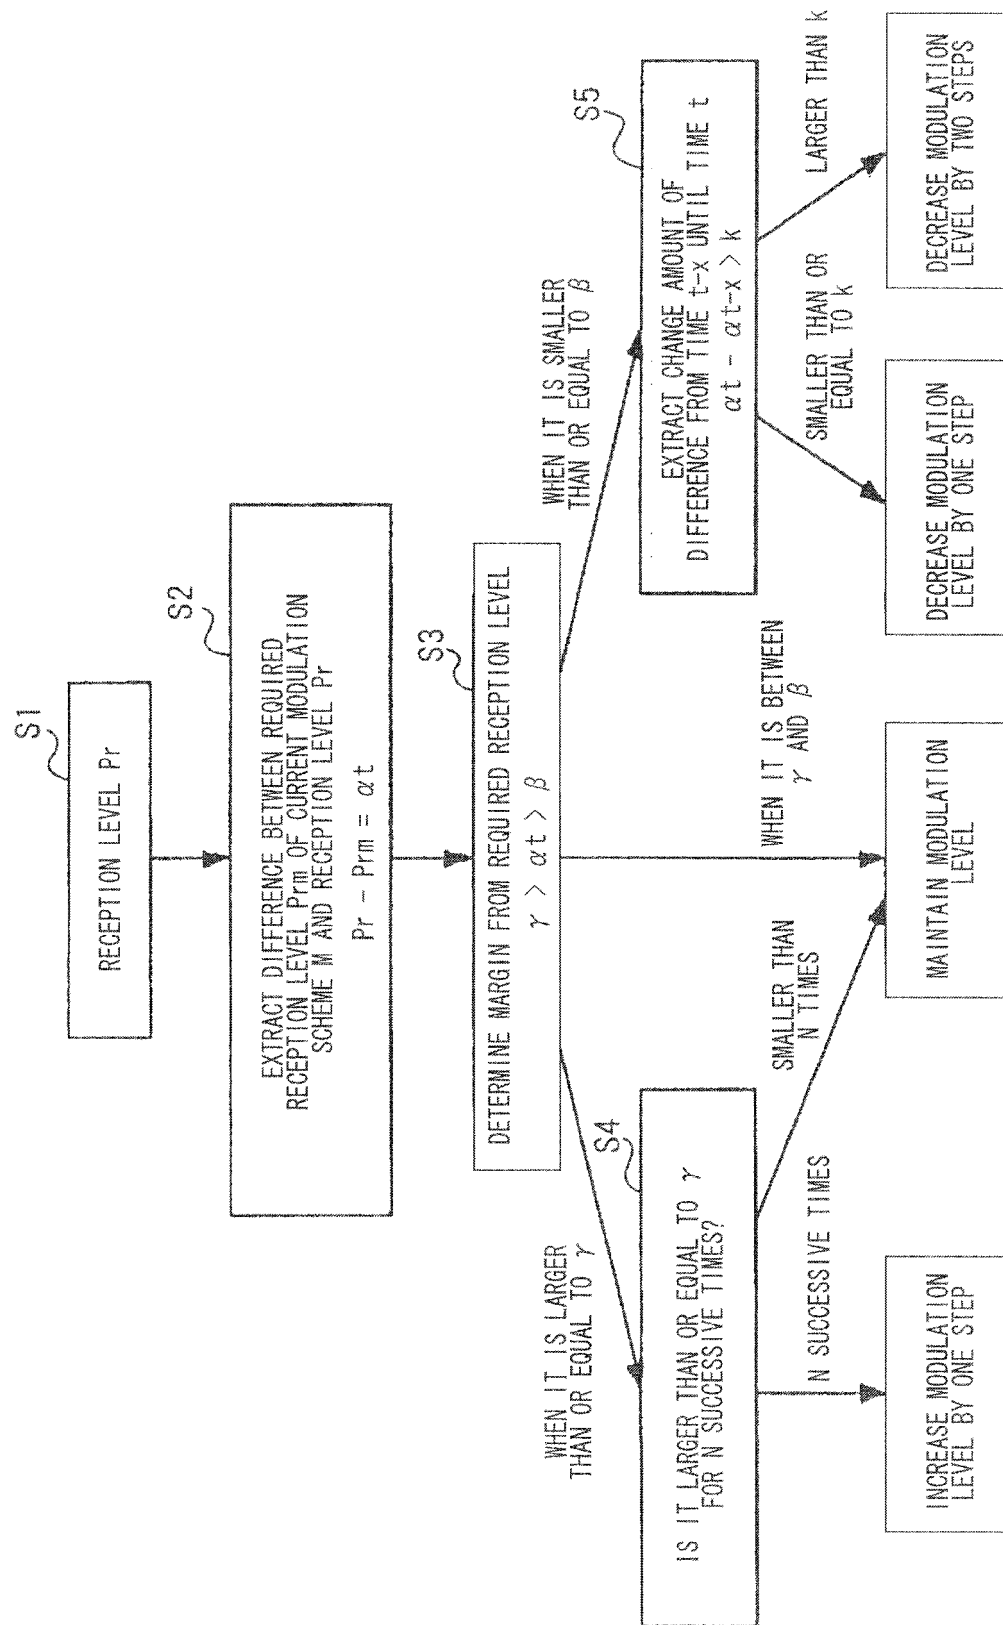 S1
RECEPTION LEVEL Pr
S2
EXTRACT DIFFERENCE BETWEEN REQUIRED
RECEPTION LEVEL Prm OF CURRENT MODULATION
SCHEME M AND RECEPTION LEVEL Pr
Pr - Prm = αt
S3
DETERMINE MARGIN FROM REQUIRED RECEPTION LEVEL
γ > αt > β
WHEN IT IS LARGER
THAN OR EQUAL TO γ
WHEN IT IS BETWEEN
γ AND β
WHEN IT IS SMALLER
THAN OR EQUAL TO β
S4
IS IT LARGER THAN OR EQUAL TO γ
FOR N SUCCESSIVE TIMES?
S5
EXTRACT CHANGE AMOUNT OF
DIFFERENCE FROM TIME t-x UNTIL TIME t
αt - αt-x > k
N SUCCESSIVE TIMES
SMALLER THAN
N TIMES
SMALLER THAN OR
EQUAL TO k
LARGER THAN k
INCREASE MODULATION
LEVEL BY ONE STEP
MAINTAIN MODULATION
LEVEL
DECREASE MODULATION
LEVEL BY ONE STEP
DECREASE MODULATION
LEVEL BY TWO STEPS